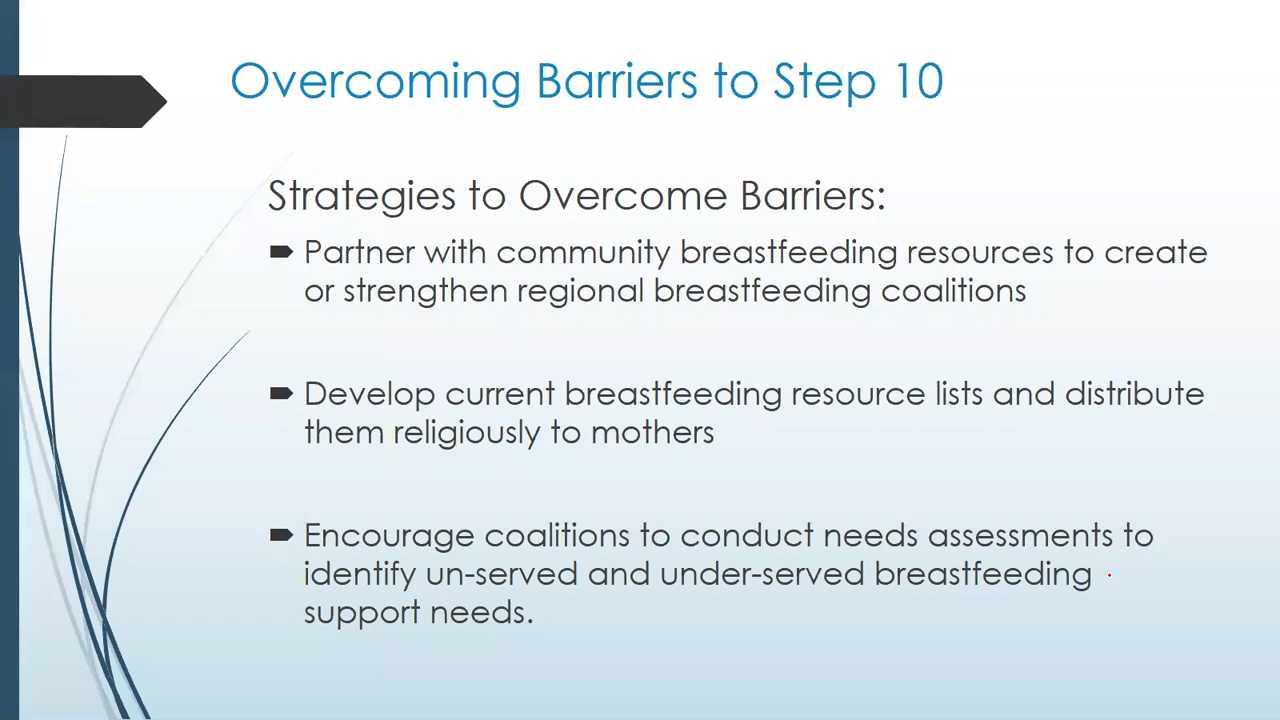 Overcoming Barriers to Step 10
Strategies to Overcome Barriers:
Partner with community breastfeeding resources to create
or strengthen regional breastfeeding coalitions
Develop current breastfeeding resource lists and distribute
them religiously to mothers
Encourage coalitions to conduct needs assessments to
identify un-served and under-served breastfeeding
support needs.